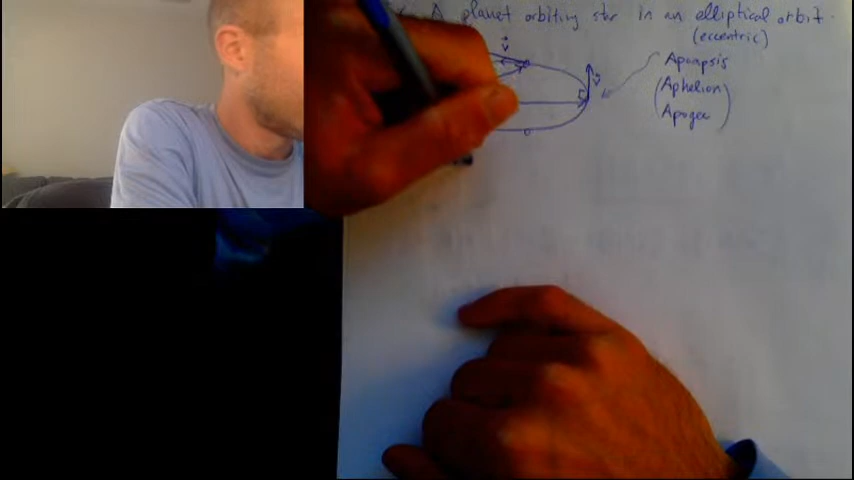 A planet orbiting star in an elliptical orbit.
(eccentric)
v
Apoapsis
v
(Aphelion
Apogee)